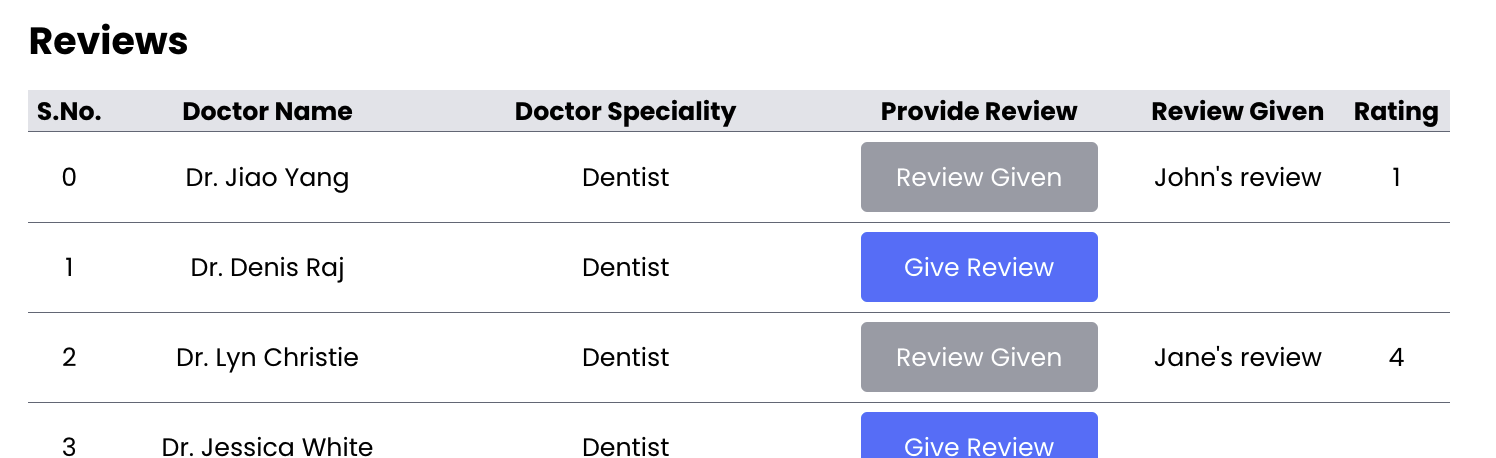 Reviews
S.No. Doctor Name Doctor Speciality Provide Review Review Given Rating
0 Dr. Jiao Yang Dentist Review Given John's review 1
1 Dr. Denis Raj Dentist Give Review
2 Dr. Lyn Christie Dentist Review Given Jane's review 4
3 Dr. Jessica White Dentist Give Review